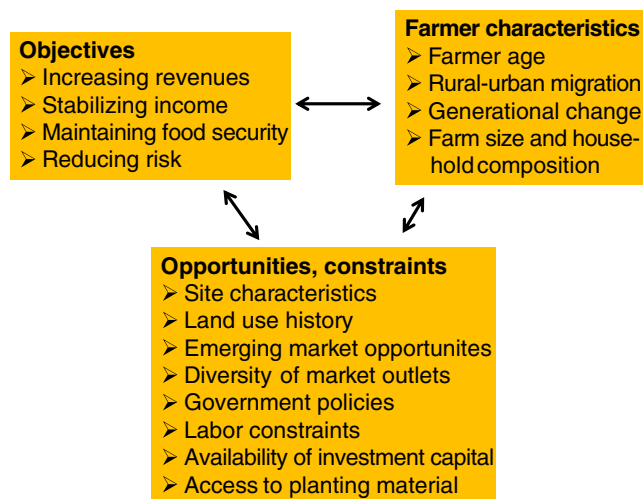 Objectives
➢ Increasing revenues
➢ Stabilizing income
➢ Maintaining food security
➢ Reducing risk
Farmer characteristics
➢ Farmer age
➢ Rural-urban migration
➢ Generational change
➢ Farm size and house-
hold composition
Opportunities, constraints
➢ Site characteristics
➢ Land use history
➢ Emerging market opportunites
➢ Diversity of market outlets
➢ Government policies
➢ Labor constraints
➢ Availability of investment capital
➢ Access to planting material